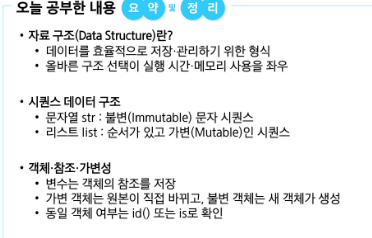 오늘 공부한 내용 요약 및 정리
• 자료 구조(Data Structure)란?
• 데이터를 효율적으로 저장·관리하기 위한 형식
• 올바른 구조 선택이 실행 시간·메모리 사용을 좌우
• 시퀀스 데이터 구조
• 문자열 str : 불변(Immutable) 문자 시퀀스
• 리스트 list : 순서가 있고 가변(Mutable)인 시퀀스
• 객체·참조·가변성
• 변수는 객체의 참조를 저장
• 가변 객체는 원본이 직접 바뀌고, 불변 객체는 새 객체가 생성
• 동일 객체 여부는 id() 또는 is로 확인